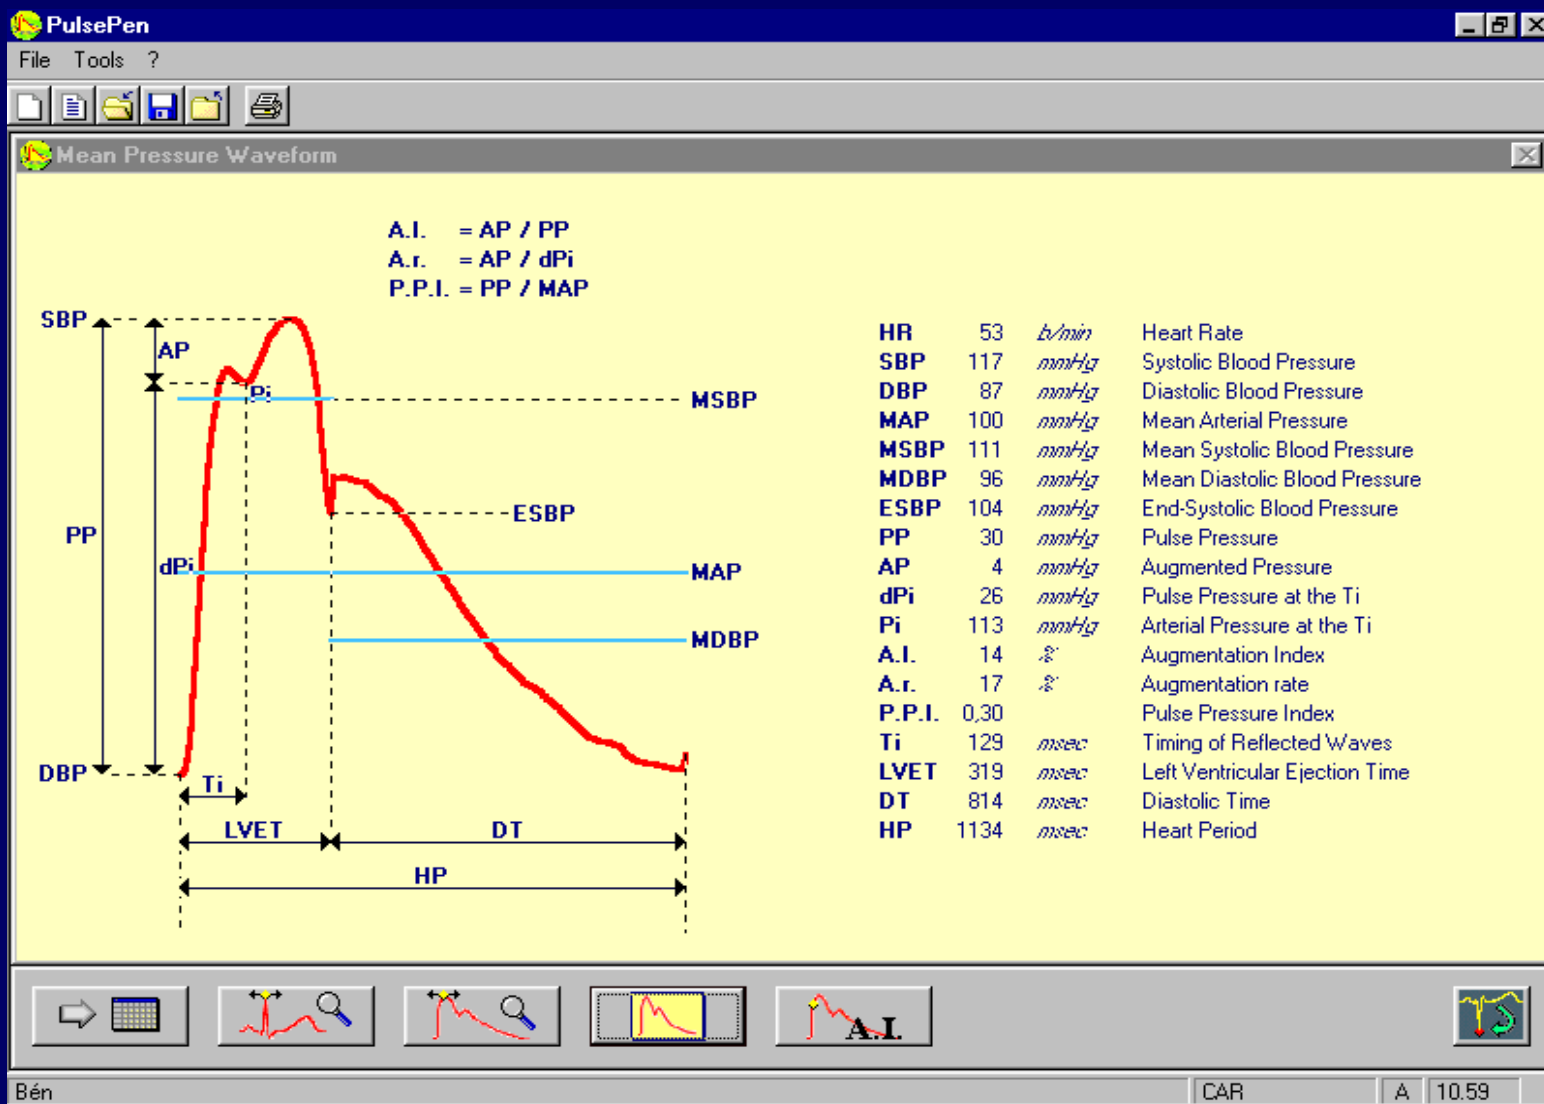 PulsePen
File Tools ?
Mean Pressure Waveform
A.I. = AP / PP
A.r. = AP / dPi
P.P.I. = PP / MAP
SBP
AP
Pi
MSBP
ESBP
PP
dPi
MAP
MDBP
DBP
Ti
LVET DT
HP
HR 53 b/min Heart Rate
SBP 117 mmHg Systolic Blood Pressure
DBP 87 mmHg Diastolic Blood Pressure
MAP 100 mmHg Mean Arterial Pressure
MSBP 111 mmHg Mean Systolic Blood Pressure
MDBP 96 mmHg Mean Diastolic Blood Pressure
ESBP 104 mmHg End-Systolic Blood Pressure
PP 30 mmHg Pulse Pressure
AP 4 mmHg Augmented Pressure
dPi 26 mmHg Pulse Pressure at the Ti
Pi 113 mmHg Arterial Pressure at the Ti
A.I. 14 % Augmentation Index
A.r. 17 % Augmentation rate
P.P.I. 0,30 Pulse Pressure Index
Ti 129 msec Timing of Reflected Waves
LVET 319 msec Left Ventricular Ejection Time
DT 814 msec Diastolic Time
HP 1134 msec Heart Period
A.I.
Bén CAR A 10.59